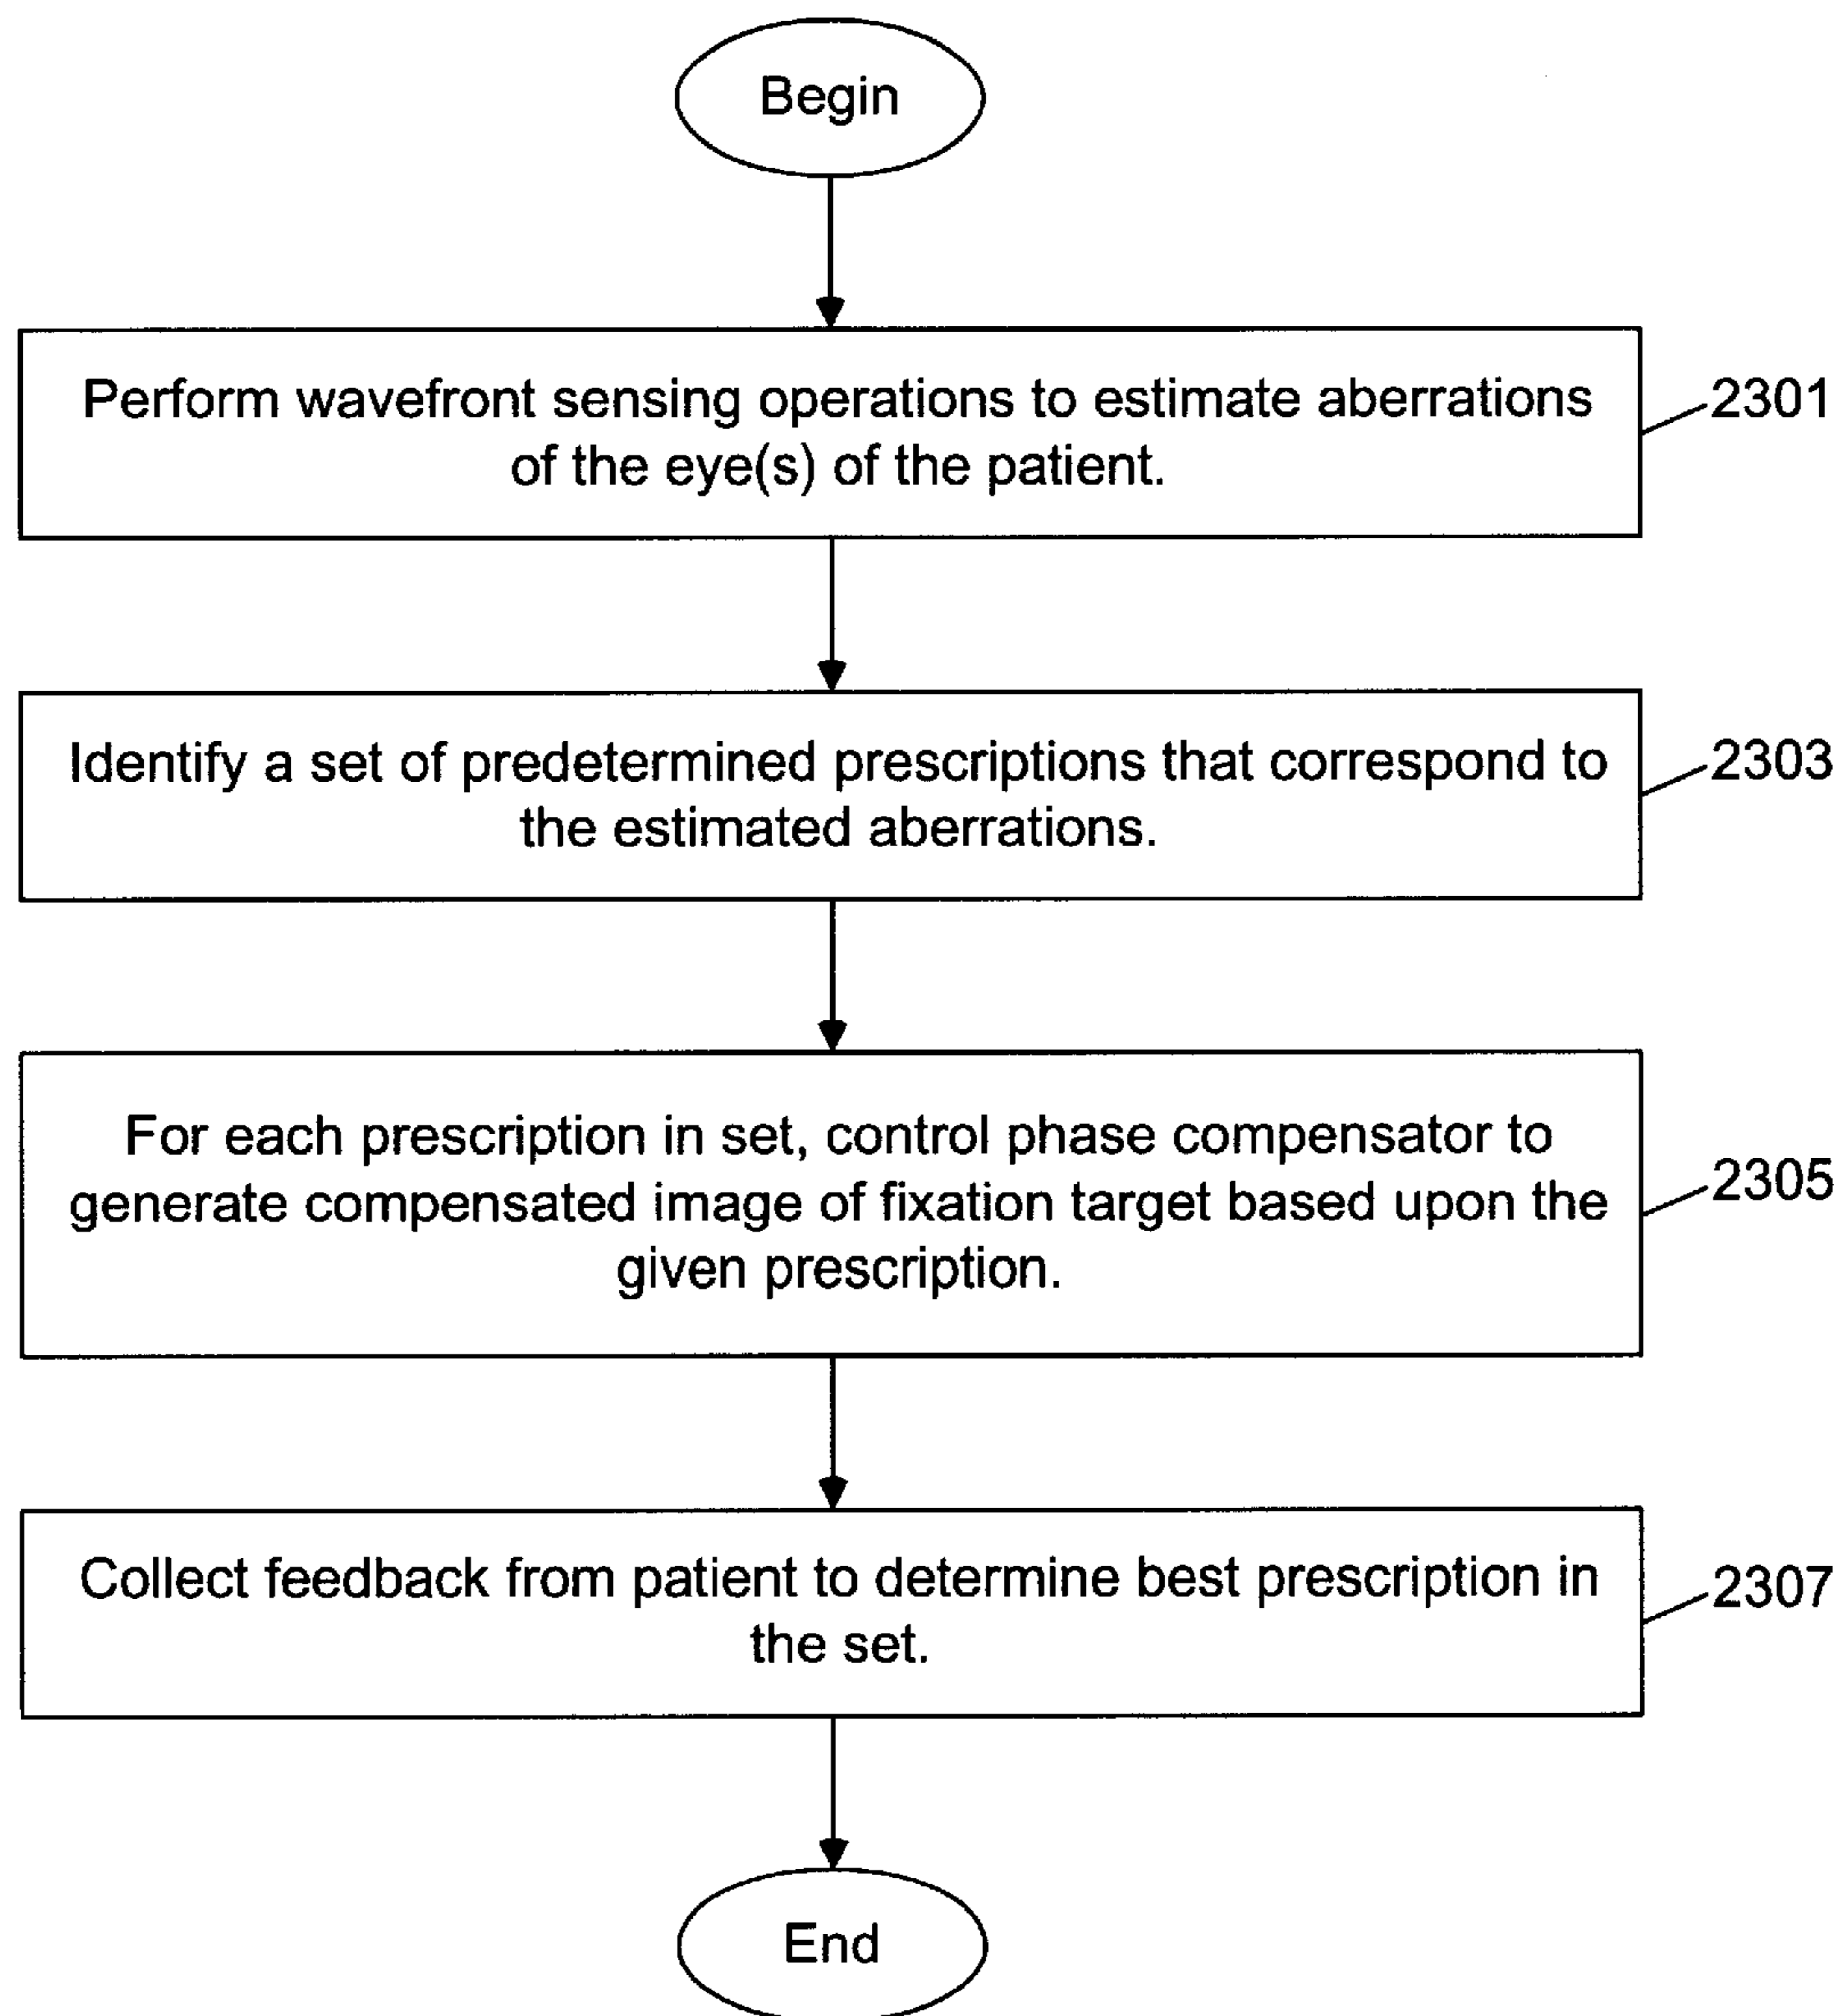 Begin
Perform wavefront sensing operations to estimate aberrations
of the eye(s) of the patient.
2301
Identify a set of predetermined prescriptions that correspond to
the estimated aberrations.
2303
For each prescription in set, control phase compensator to
generate compensated image of fixation target based upon the
given prescription.
2305
Collect feedback from patient to determine best prescription in
the set.
2307
End